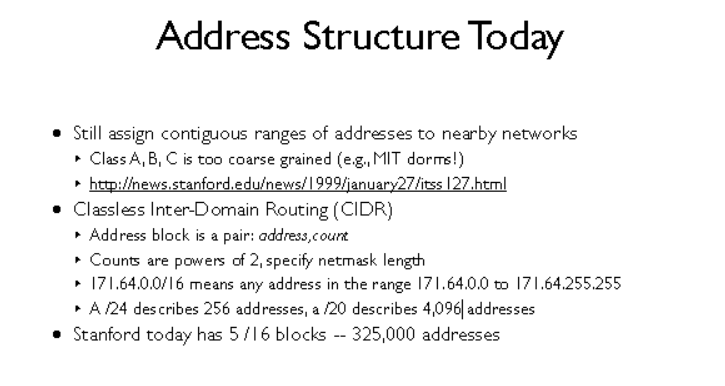 Address Structure Today
• Still assign contiguous ranges of addresses to nearby networks
‣ Class A, B, C is too coarse grained (e.g., MIT dorms!)
‣ http://news.stanford.edu/news/1999/january27/itss127.html
• Classless Inter-Domain Routing (CIDR)
‣ Address block is a pair: address,count
‣ Counts are powers of 2, specify netmask length
‣ 171.64.0.0/16 means any address in the range 171.64.0.0 to 171.64.255.255
‣ A /24 describes 256 addresses, a /20 describes 4,096 addresses
• Stanford today has 5 /16 blocks -- 325,000 addresses